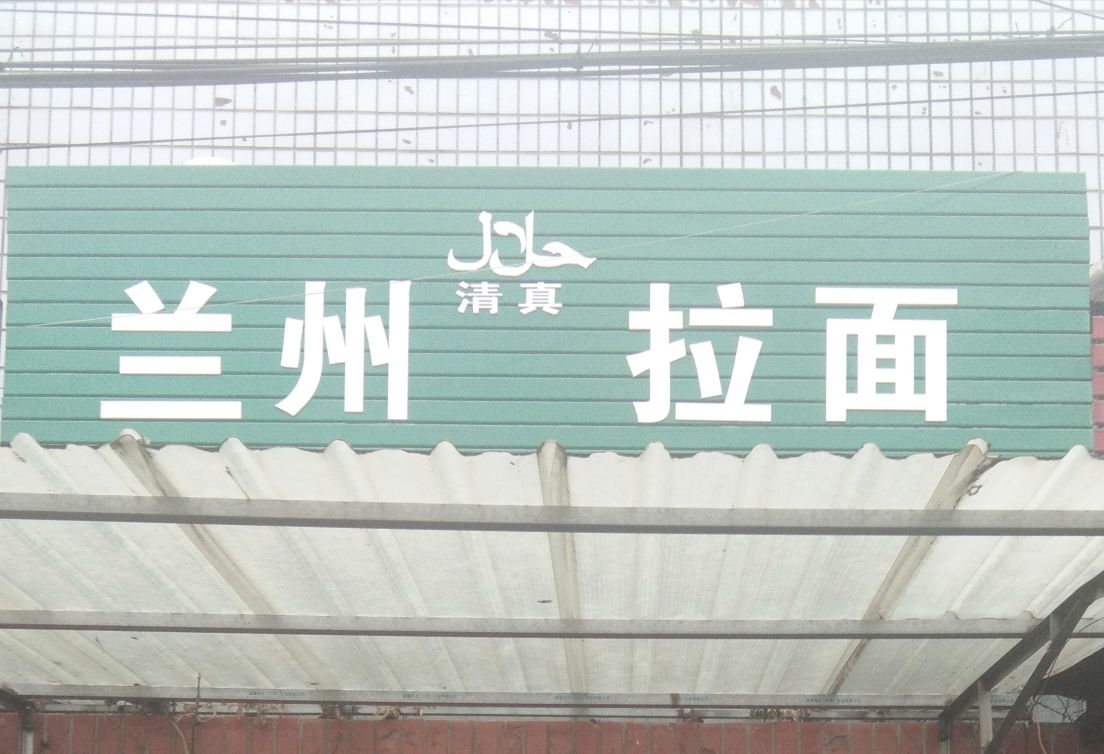 حلال
清真
兰州 拉面